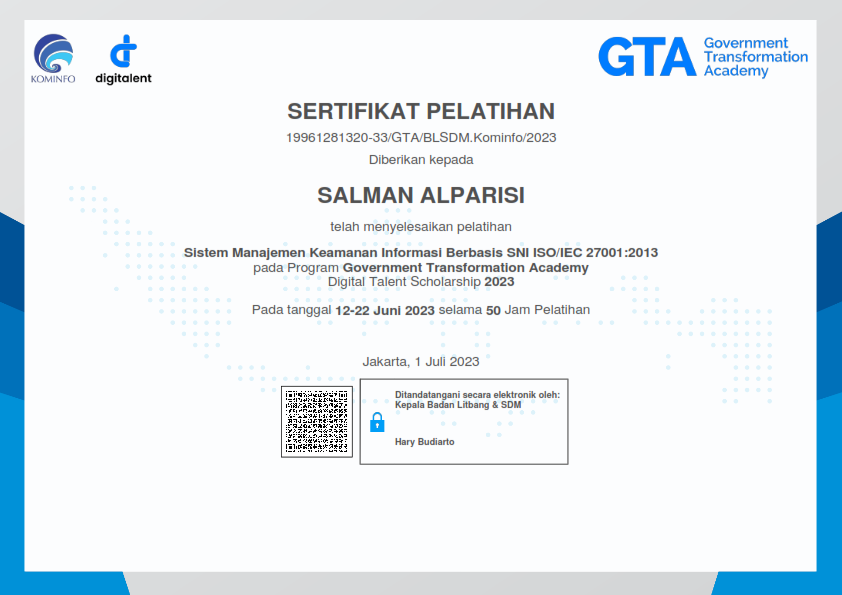 KOMINFO
digitalent
GTA
Government
Transformation
Academy
SERTIFIKAT PELATIHAN
19961281320-33/GTA/BLSDM.Kominfo/2023
Diberikan kepada
SALMAN ALPARISI
telah menyelesaikan pelatihan
Sistem Manajemen Keamanan Informasi Berbasis SNI ISO/IEC 27001:2013
pada Program Government Transformation Academy
Digital Talent Scholarship 2023
Pada tanggal 12-22 Juni 2023 selama 50 Jam Pelatihan
Jakarta, 1 Juli 2023
Ditandatangani secara elektronik oleh:
Kepala Badan Litbang & SDM
Hary Budiarto